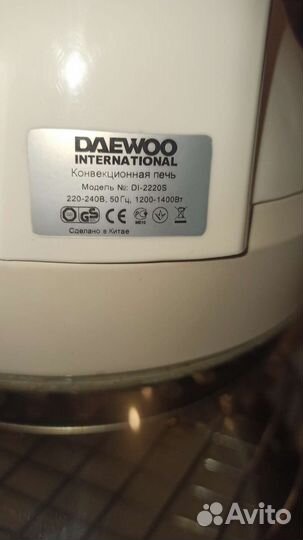 DAEWOO
INTERNATIONAL
Конвекционная печь
Модель №: DI-2220S
220-240В, 50Гц, 1200-1400Вт
Сделано в Китае
Avito